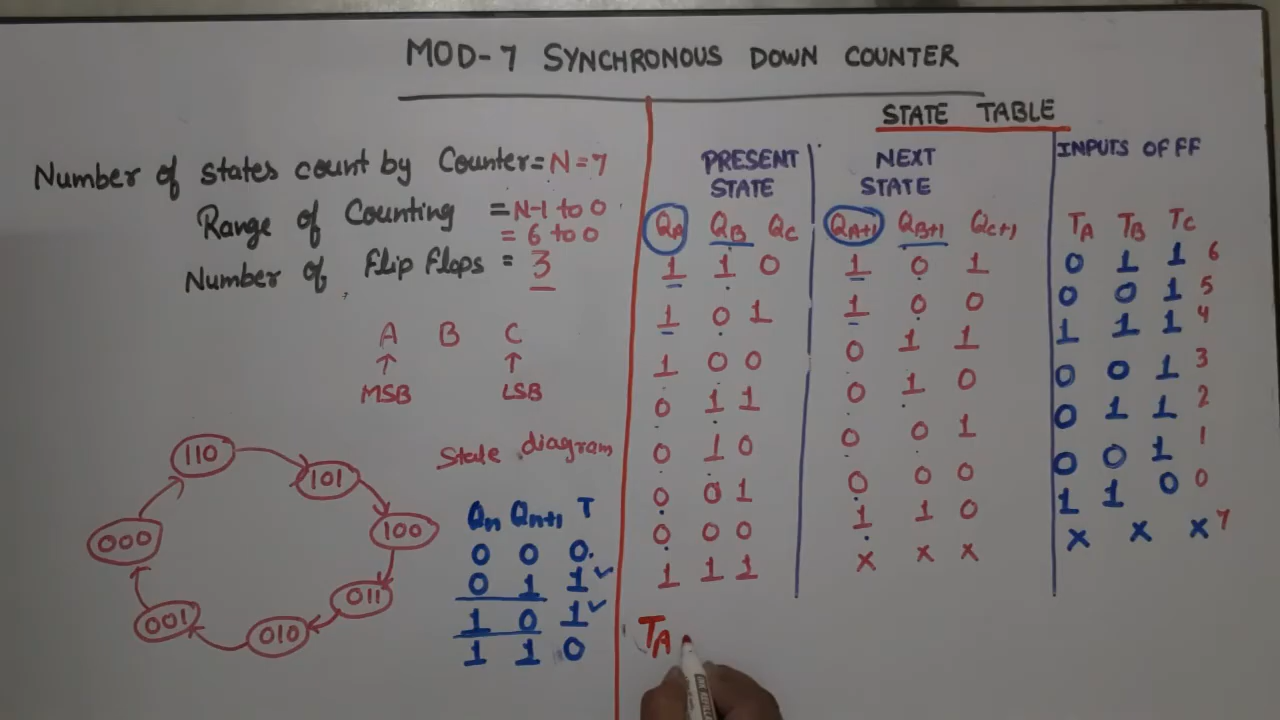 MOD-7 SYNCHRONOUS DOWN COUNTER
Number of states count by Counter= N=7
Range of Counting = N-1 to 0
= 6 to 0
Number of Flip Flops = 3
A B C
↑ ↑
MSB LSB
State diagram
110
101
100
011
010
001
000
Qn Qn+1 T
0 0 0
0 1 1 ✓
1 0 1 ✓
1 1 0
STATE TABLE
PRESENT STATE NEXT STATE INPUTS OF FF
QA QB QC QA+1 QB+1 QC+1 TA TB TC
1 1 0 1 0 1 0 1 1 6
1 0 1 1 0 0 0 0 1 5
1 0 0 0 1 1 1 1 1 4
0 1 1 0 1 0 0 0 1 3
0 1 0 0 0 1 0 1 1 2
0 0 1 0 0 0 0 0 1 1
0 0 0 1 1 0 1 1 0 0
1 1 1 x x x x x x 7
TA